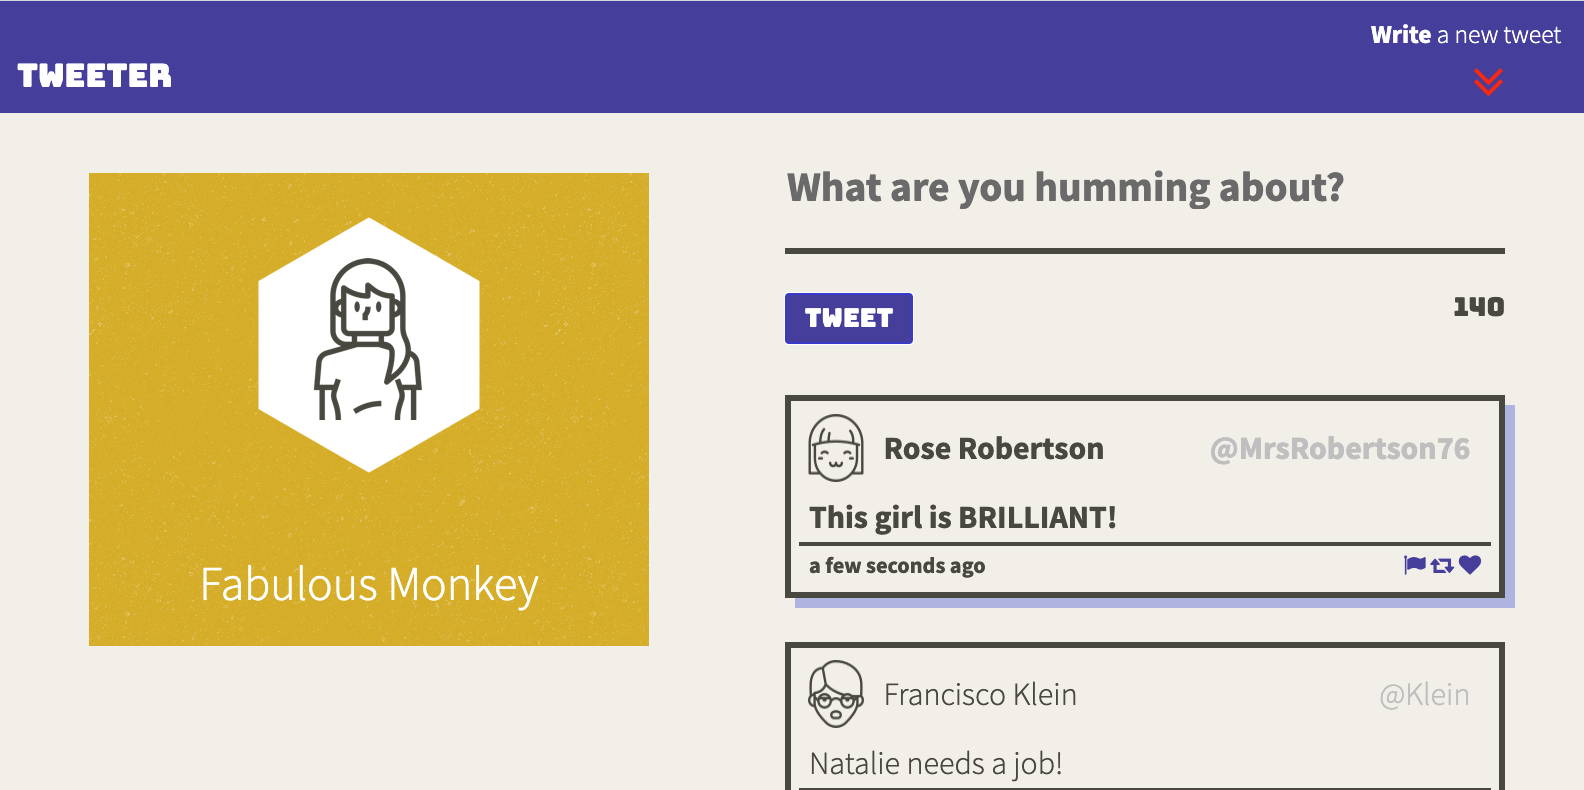 Write a new tweet
TWEETER
Fabulous Monkey
What are you humming about?
TWEET
140
Rose Robertson
@MrsRobertson76
This girl is BRILLIANT!
a few seconds ago
Francisco Klein
@Klein
Natalie needs a job!